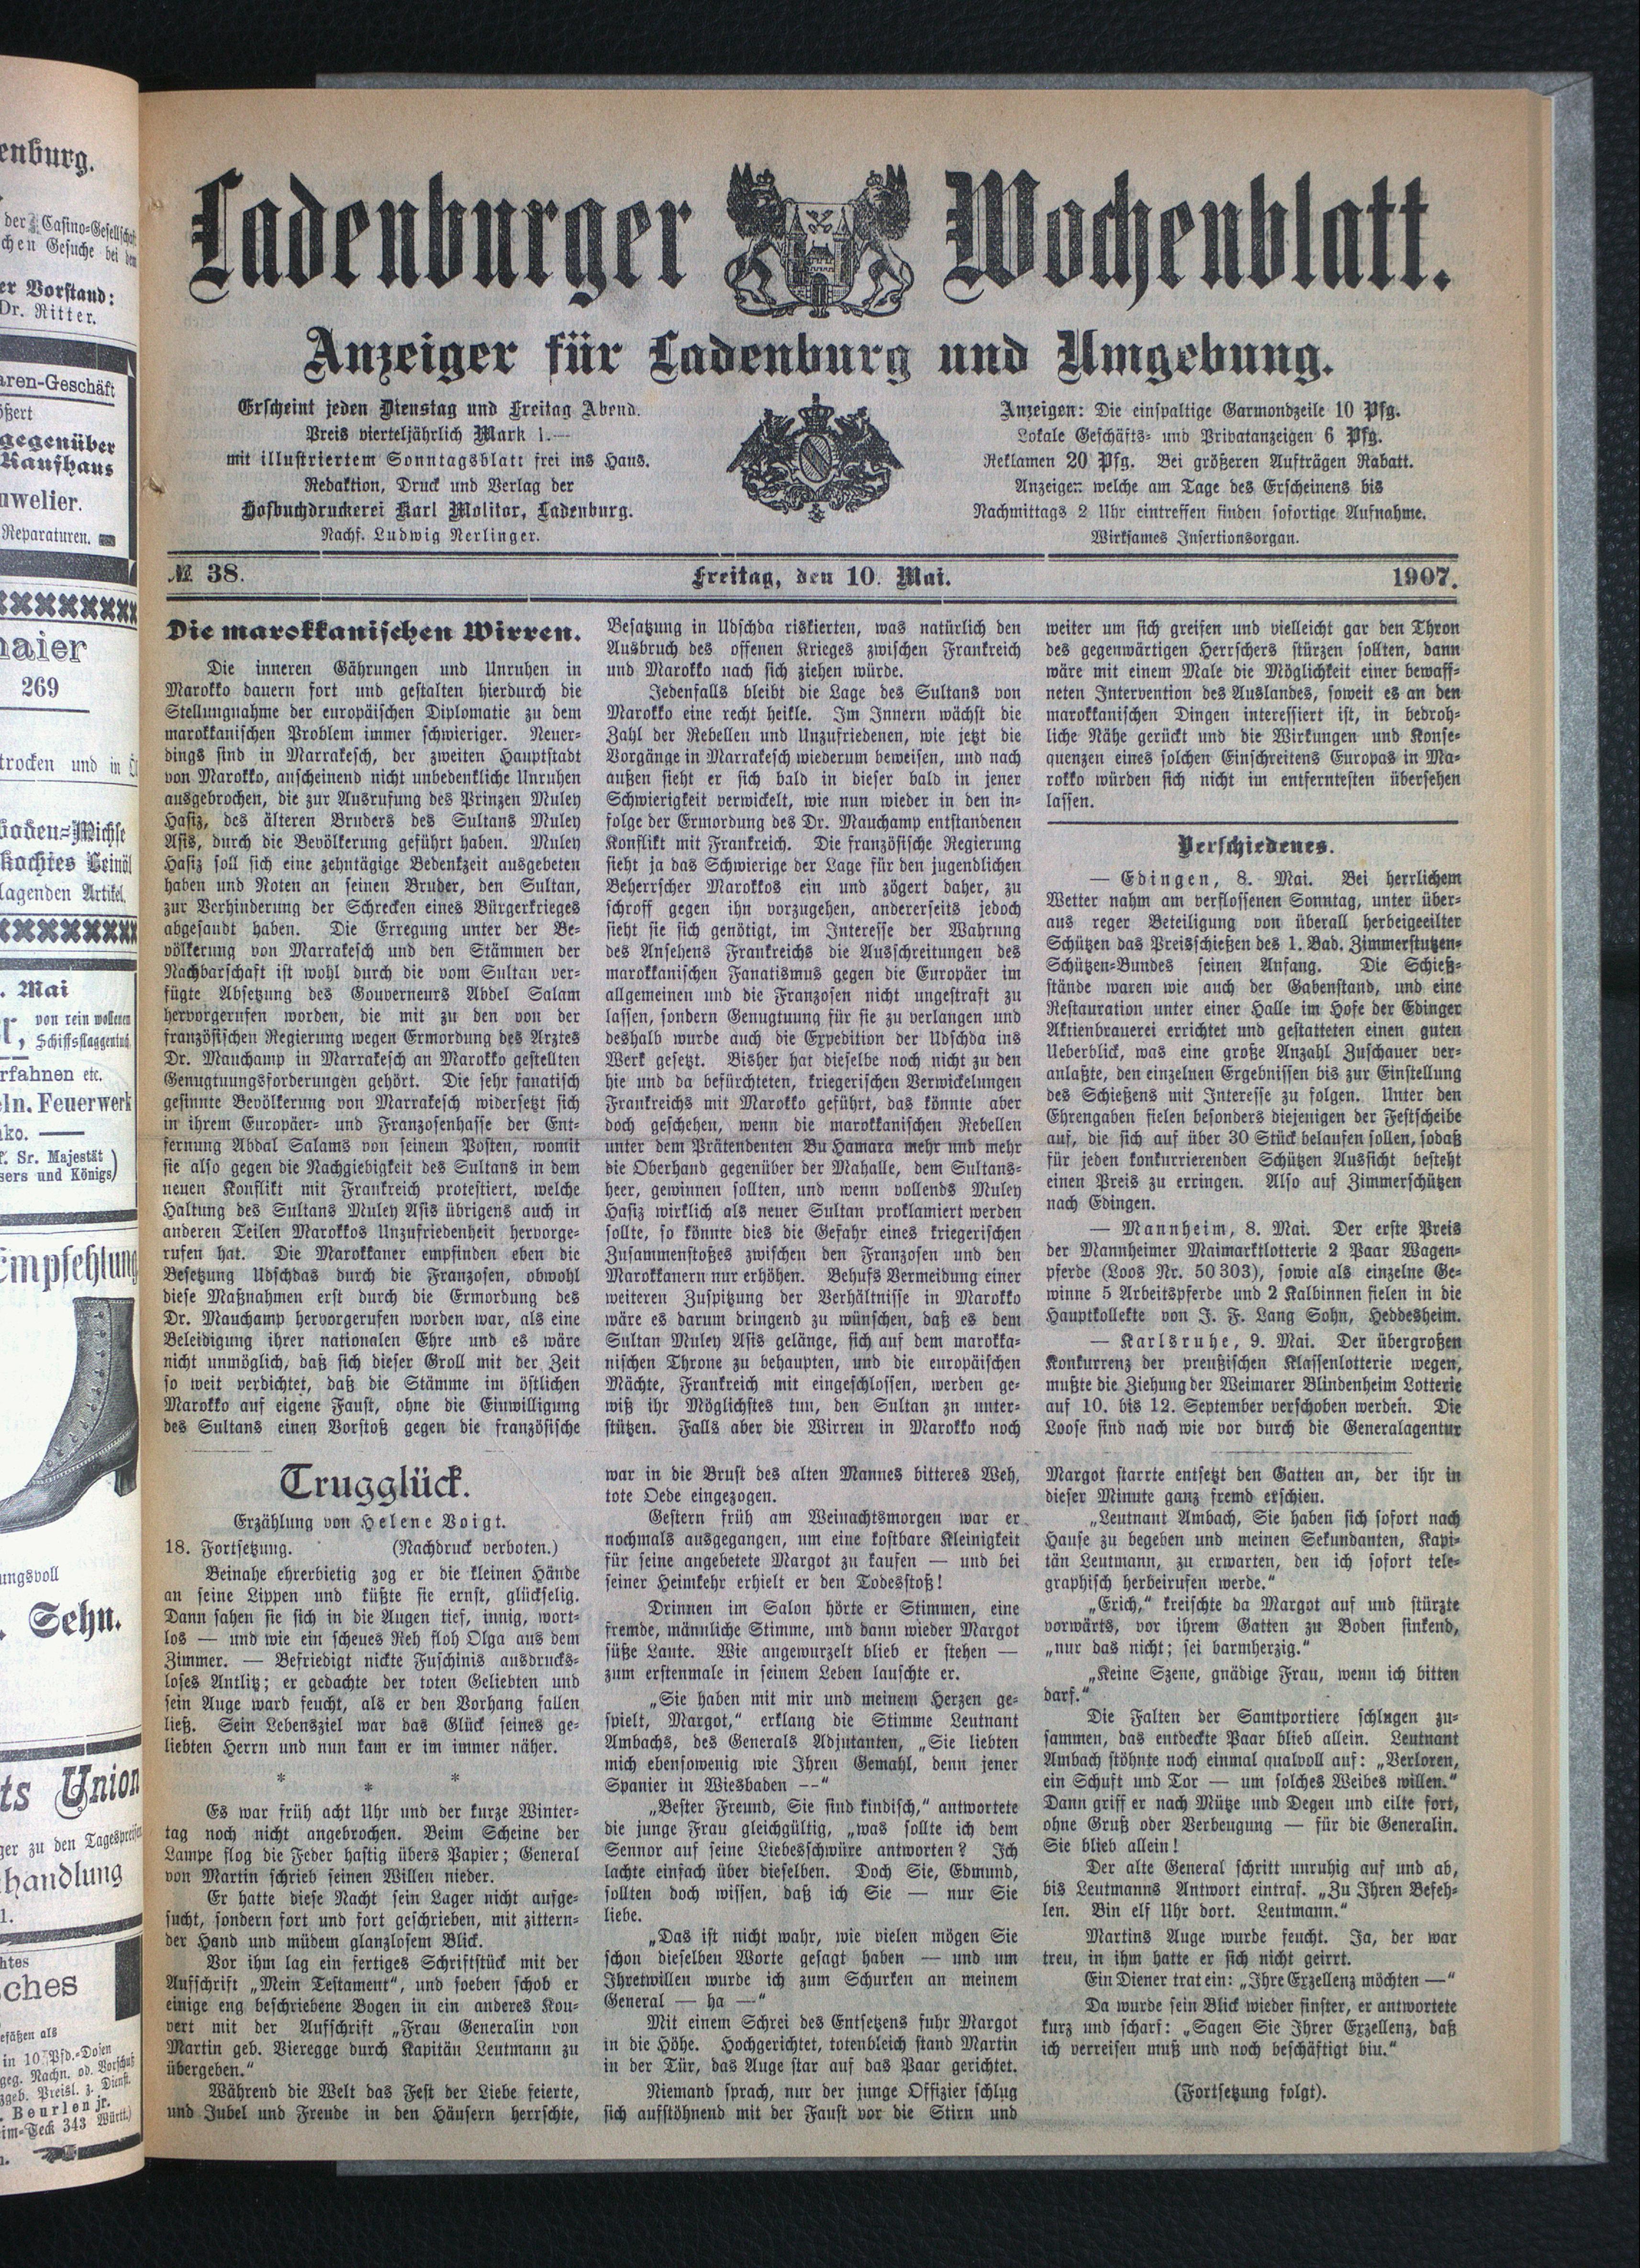 enburg.
der Casino-Gesellschaft
chen Gesuche bei dem
er Vorstand:
Dr. Ritter.
aren-Geschäft
ößert
gegenüber
Kaufhaus
uwelier.
Reparaturen.
naier
269
trocken und in
boden-Wichse
kochtes Leinöl
lagenden Artikel.
. Mai
von rein wollenen
Schiffsflaggentuch
rfahnen etc.
eln. Feuerwerk
nko.
f. Sr. Majestät
sers und Königs)
Empfehlung
ungsvoll
. Sehn.
ts Union
ger zu den Tagespreisen
handlung
l.
htes
sches
efäßen als
in 10 Pfd.-Dosen
geg. Nachn. od. Vorschuß
zgeb. Preisl. z. Dienst.
. Beurlen jr.
im-Teck 343 Württ.)
Ladenburger Wochenblatt.
Anzeiger für Ladenburg und Umgebung.
Erscheint jeden Dienstag und Freitag Abend.
Preis vierteljährlich Mark 1.—
mit illustriertem Sonntagsblatt frei ins Haus.
Redaktion, Druck und Verlag der
Hofbuchdruckerei Karl Molitor, Ladenburg.
Nachf. Ludwig Nerlinger.
Anzeigen: Die einspaltige Garmondzeile 10 Pfg.
Lokale Geschäfts- und Privatanzeigen 6 Pfg.
Reklamen 20 Pfg. Bei größeren Aufträgen Rabatt.
Anzeigen welche am Tage des Erscheinens bis
Nachmittags 2 Uhr eintreffen finden sofortige Aufnahme.
Wirksames Insertionsorgan.
№ 38.
Freitag, den 10. Mai.
1907.
Die marokkanischen Wirren.
Die inneren Gährungen und Unruhen in
Marokko dauern fort und gestalten hierdurch die
Stellungnahme der europäischen Diplomatie zu dem
marokkanischen Problem immer schwieriger. Neuer-
dings sind in Marrakesch, der zweiten Hauptstadt
von Marokko, anscheinend nicht unbedenkliche Unruhen
ausgebrochen, die zur Ausrufung des Prinzen Muley
Hafiz, des älteren Bruders des Sultans Muley
Asis, durch die Bevölkerung geführt haben. Muley
Hafiz soll sich eine zehntägige Bedenkzeit ausgebeten
haben und Noten an seinen Bruder, den Sultan,
zur Verhinderung der Schrecken eines Bürgerkrieges
abgesandt haben. Die Erregung unter der Be-
völkerung von Marrakesch und den Stämmen der
Nachbarschaft ist wohl durch die vom Sultan ver-
fügte Absetzung des Gouverneurs Abdel Salam
hervorgerufen worden, die mit zu den von der
französischen Regierung wegen Ermordung des Arztes
Dr. Mauchamp in Marrakesch an Marokko gestellten
Genugtuungsforderungen gehört. Die sehr fanatisch
gesinnte Bevölkerung von Marrakesch widersetzt sich
in ihrem Europäer- und Franzosenhasse der Ent-
fernung Abdal Salams von seinem Posten, womit
sie also gegen die Nachgiebigkeit des Sultans in dem
neuen Konflikt mit Frankreich protestiert, welche
Haltung des Sultans Muley Asis übrigens auch in
anderen Teilen Marokkos Unzufriedenheit hervorge-
rufen hat. Die Marokkaner empfinden eben die
Besetzung Udschdas durch die Franzosen, obwohl
diese Maßnahmen erst durch die Ermordung des
Dr. Mauchamp hervorgerufen worden war, als eine
Beleidigung ihrer nationalen Ehre und es wäre
nicht unmöglich, daß sich dieser Groll mit der Zeit
so weit verdichtet, daß die Stämme im östlichen
Marokko auf eigene Faust, ohne die Einwilligung
des Sultans einen Vorstoß gegen die französische
Besatzung in Udschda riskierten, was natürlich den
Ausbruch des offenen Krieges zwischen Frankreich
und Marokko nach sich ziehen würde.
Jedenfalls bleibt die Lage des Sultans von
Marokko eine recht heikle. Im Innern wächst die
Zahl der Rebellen und Unzufriedenen, wie jetzt die
Vorgänge in Marrakesch wiederum beweisen, und nach
außen sieht er sich bald in dieser bald in jener
Schwierigkeit verwickelt, wie nun wieder in den in-
folge der Ermordung des Dr. Mauchamp entstandenen
Konflikt mit Frankreich. Die französische Regierung
sieht ja das Schwierige der Lage für den jugendlichen
Beherrscher Marokkos ein und zögert daher, zu
schroff gegen ihn vorzugehen, andererseits jedoch
sieht sie sich genötigt, im Interesse der Wahrung
des Ansehens Frankreichs die Ausschreitungen des
marokkanischen Fanatismus gegen die Europäer im
allgemeinen und die Franzosen nicht ungestraft zu
lassen, sondern Genugtuung für sie zu verlangen und
deshalb wurde auch die Expedition der Udschda ins
Werk gesetzt. Bisher hat dieselbe noch nicht zu den
hie und da befürchteten, kriegerischen Verwickelungen
Frankreichs mit Marokko geführt, das könnte aber
doch geschehen, wenn die marokkanischen Rebellen
unter dem Prätendenten Bu Hamara mehr und mehr
die Oberhand gegenüber der Mahalle, dem Sultans-
heer, gewinnen sollten, und wenn vollends Muley
Hasiz wirklich als neuer Sultan proklamiert werden
sollte, so könnte dies die Gefahr eines kriegerischen
Zusammenstoßes zwischen den Franzosen und den
Marokkanern nur erhöhen. Behufs Vermeidung einer
weiteren Zuspitzung der Verhältnisse in Marokko
wäre es darum dringend zu wünschen, daß es dem
Sultan Muley Asis gelänge, sich auf dem marokka-
nischen Throne zu behaupten, und die europäischen
Mächte, Frankreich mit eingeschlossen, werden ge-
wiß ihr Möglichstes tun, den Sultan zu unter-
stützen. Falls aber die Wirren in Marokko noch
weiter um sich greifen und vielleicht gar den Thron
des gegenwärtigen Herrschers stürzen sollten, dann
wäre mit einem Male die Möglichkeit einer bewaff-
neten Intervention des Auslandes, soweit es an den
marokkanischen Dingen interessiert ist, in bedroh-
liche Nähe gerückt und die Wirkungen und Konse-
quenzen eines solchen Einschreitens Europas in Ma-
rokko würden sich nicht im entferntesten übersehen
lassen.
Verschiedenes.
— Edingen, 8. Mai. Bei herrlichem
Wetter nahm am verflossenen Sonntag, unter über-
aus reger Beteiligung von überall herbeigeeilter
Schützen das Preisschießen des 1. Bad. Zimmerstutzen-
Schützen-Bundes seinen Anfang. Die Schieß-
stände waren wie auch der Gabenstand, und eine
Restauration unter einer Halle im Hofe der Edinger
Aktienbrauerei errichtet und gestatteten einen guten
Ueberblick, was eine große Anzahl Zuschauer ver-
anlaßte, den einzelnen Ergebnissen bis zur Einstellung
des Schießens mit Interesse zu folgen. Unter den
Ehrengaben fielen besonders diejenigen der Festscheibe
auf, die sich auf über 30 Stück belaufen sollen, sodaß
für jeden konkurrierenden Schützen Aussicht besteht
einen Preis zu erringen. Also auf Zimmerschützen
nach Edingen.
— Mannheim, 8. Mai. Der erste Preis
der Mannheimer Maimarktlotterie 2 Paar Wagen-
pferde (Loos Nr. 50 303), sowie als einzelne Ge-
winne 5 Arbeitspferde und 2 Kalbinnen fielen in die
Hauptkollekte von J. F. Lang Sohn, Heddesheim.
— Karlsruhe, 9. Mai. Der übergroßen
Konkurrenz der preußischen Klassenlotterie wegen,
mußte die Ziehung der Weimarer Blindenheim Lotterie
auf 10. bis 12. September verschoben werden. Die
Loose sind nach wie vor durch die Generalagentur
Trugglück.
Erzählung von Helene Voigt.
18. Fortsetzung. (Nachdruck verboten.)
Beinahe ehrerbietig zog er die kleinen Hände
an seine Lippen und küßte sie ernst, glückselig.
Dann sahen sie sich in die Augen tief, innig, wort-
los — und wie ein scheues Reh floh Olga aus dem
Zimmer. — Befriedigt nickte Fuschinis ausdrucks-
loses Antlitz; er gedachte der toten Geliebten und
sein Auge ward feucht, als er den Vorhang fallen
ließ. Sein Lebensziel war das Glück seines ge-
liebten Herrn und nun kam er im immer näher.
* * *
Es war früh acht Uhr und der kurze Winter-
tag noch nicht angebrochen. Beim Scheine der
Lampe flog die Feder hastig übers Papier; General
von Martin schrieb seinen Willen nieder.
Er hatte diese Nacht sein Lager nicht aufge-
sucht, sondern fort und fort geschrieben, mit zittern-
der Hand und müdem glanzlosem Blick.
Vor ihm lag ein fertiges Schriftstück mit der
Aufschrift „Mein Testament“, und soeben schob er
einige eng beschriebene Bogen in ein anderes Kou-
vert mit der Aufschrift „Frau Generalin von
Martin geb. Vieregge durch Kapitän Leutmann zu
übergeben.“
Während die Welt das Fest der Liebe feierte,
und Jubel und Freude in den Häusern herrschte,
war in die Brust des alten Mannes bitteres Weh,
tote Oede eingezogen.
Gestern früh am Weinachtsmorgen war er
nochmals ausgegangen, um eine kostbare Kleinigkeit
für seine angebetete Margot zu kaufen — und bei
seiner Heimkehr erhielt er den Todesstoß!
Drinnen im Salon hörte er Stimmen, eine
fremde, männliche Stimme, und dann wieder Margot
süße Laute. Wie angewurzelt blieb er stehen —
zum erstenmale in seinem Leben lauschte er.
„Sie haben mit mir und meinem Herzen ge-
spielt, Margot,“ erklang die Stimme Leutnant
Ambachs, des Generals Adjutanten, „Sie liebten
mich ebensowenig wie Ihren Gemahl, denn jener
Spanier in Wiesbaden ––“
„Bester Freund, Sie sind kindisch,“ antwortete
die junge Frau gleichgültig, „was sollte ich dem
Sennor auf seine Liebesschwüre antworten? Ich
lachte einfach über dieselben. Doch Sie, Edmund,
sollten doch wissen, daß ich Sie — nur Sie
liebe.
„Das ist nicht wahr, wie vielen mögen Sie
schon dieselben Worte gesagt haben — und um
Ihretwillen wurde ich zum Schurken an meinem
General — ha —“
Mit einem Schrei des Entsetzens fuhr Margot
in die Höhe. Hochgerichtet, totenbleich stand Martin
in der Tür, das Auge star auf das Paar gerichtet.
Niemand sprach, nur der junge Offizier schlug
sich aufstöhnend mit der Faust vor die Stirn und
Margot starrte entsetzt den Gatten an, der ihr in
dieser Minute ganz fremd erschien.
„Leutnant Ambach, Sie haben sich sofort nach
Hause zu begeben und meinen Sekundanten, Kapi-
tän Leutmann, zu erwarten, den ich sofort tele-
graphisch herbeirufen werde.“
„Erich,“ kreischte da Margot auf und stürzte
vorwärts, vor ihrem Gatten zu Boden sinkend,
„nur das nicht; sei barmherzig.“
„Keine Szene, gnädige Frau, wenn ich bitten
darf.“
Die Falten der Samtportiere schlugen zu-
sammen, das entdeckte Paar blieb allein. Leutnant
Ambach stöhnte noch einmal qualvoll auf: „Verloren,
ein Schuft und Tor — um solches Weibes willen.“
Dann griff er nach Mütze und Degen und eilte fort,
ohne Gruß oder Verbeugung — für die Generalin.
Sie blieb allein!
Der alte General schritt unruhig auf und ab,
bis Leutmanns Antwort eintraf. „Zu Ihren Befeh-
len. Bin elf Uhr dort. Leutmann.“
Martins Auge wurde feucht. Ja, der war
treu, in ihm hatte er sich nicht geirrt.
Ein Diener trat ein: „Ihre Exzellenz möchten —“
Da wurde sein Blick wieder finster, er antwortete
kurz und scharf: „Sagen Sie Ihrer Exzellenz, daß
ich verreisen muß und noch beschäftigt biu.“
(Fortsetzung folgt).